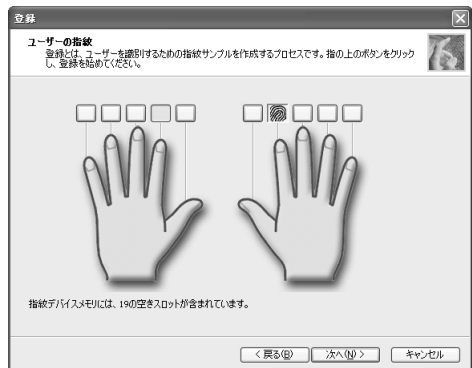 登録
ユーザーの指紋
登録とは、ユーザーを識別するための指紋サンプルを作成するプロセスです。指の上のボタンをクリック
し、登録を始めてください。
指紋デバイスメモリには、19の空きスロットが含まれています。
< 戻る(B)
次へ(N) >
キャンセル